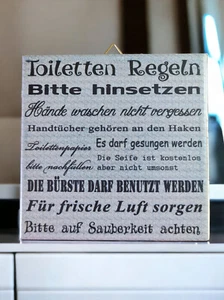 Toiletten Regeln
Bitte hinsetzen
Hände waschen nicht vergessen
Handtücher gehören an den Haken
Toilettenpapier bitte nachfüllen
Es darf gesungen werden
Die Seife ist kostenlos
aber nicht umsonst
DIE BÜRSTE DARF BENUTZT WERDEN
Für frische Luft sorgen
Bitte auf Sauberkeit achten